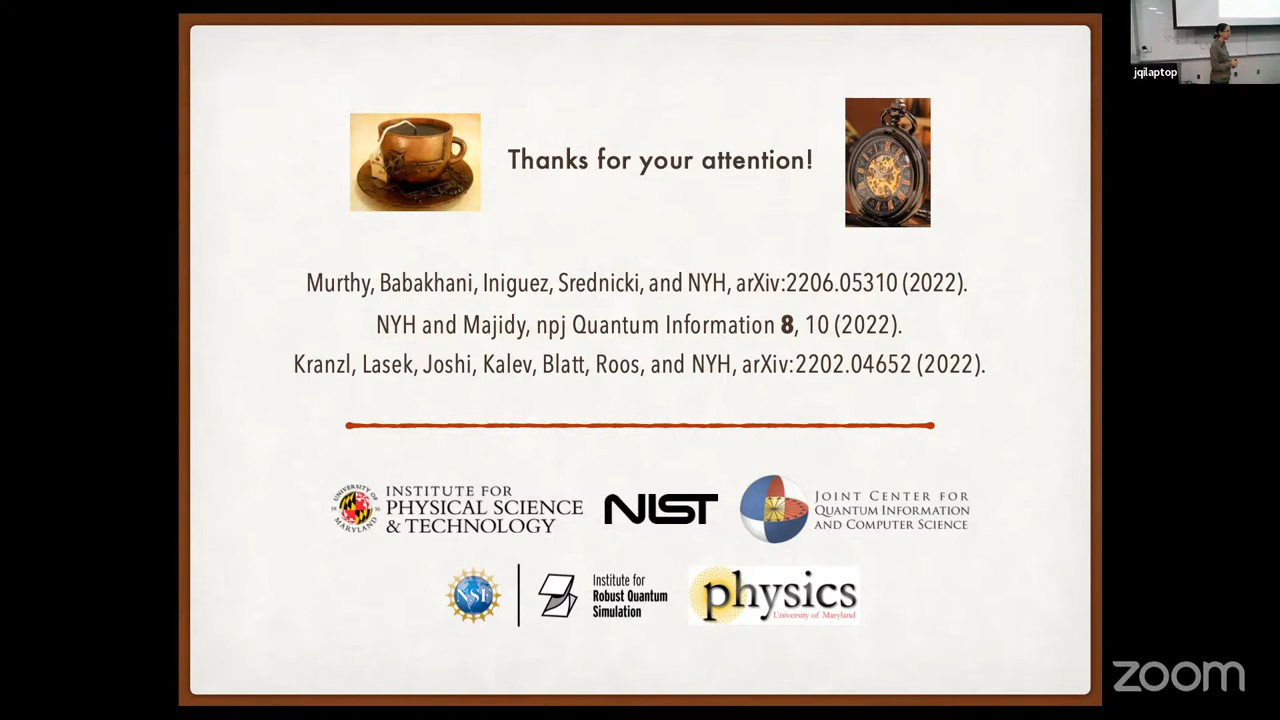 jqilaptop
Thanks for your attention!
Murthy, Babakhani, Iniguez, Srednicki, and NYH, arXiv:2206.05310 (2022).
NYH and Majidy, npj Quantum Information 8, 10 (2022).
Kranzl, Lasek, Joshi, Kalev, Blatt, Roos, and NYH, arXiv:2202.04652 (2022).
UNIVERSITY OF
MARYLAND
INSTITUTE FOR
PHYSICAL SCIENCE
& TECHNOLOGY
NIST
JOINT CENTER FOR
QUANTUM INFORMATION
AND COMPUTER SCIENCE
NSF
Institute for
Robust Quantum
Simulation
physics
University of Maryland
zoom